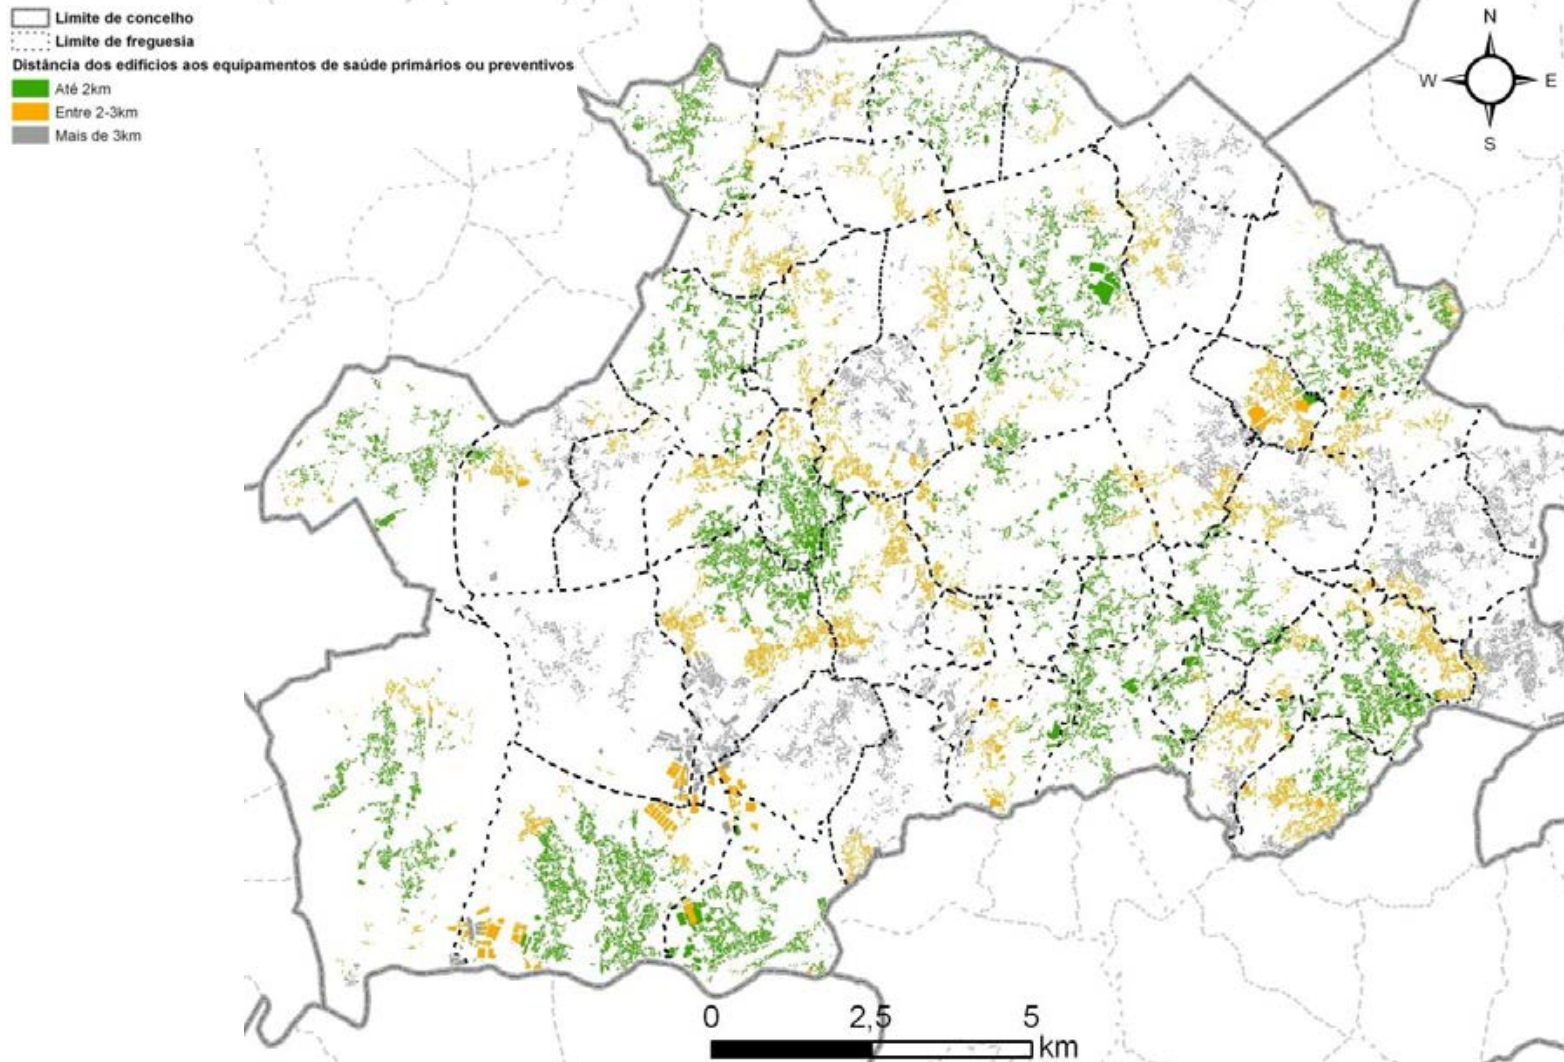 Limite de concelho
Limite de freguesia
Distância dos edifícios aos equipamentos de saúde primários ou preventivos
Até 2km
Entre 2-3km
Mais de 3km
N
W E
S
0 2,5 5
km